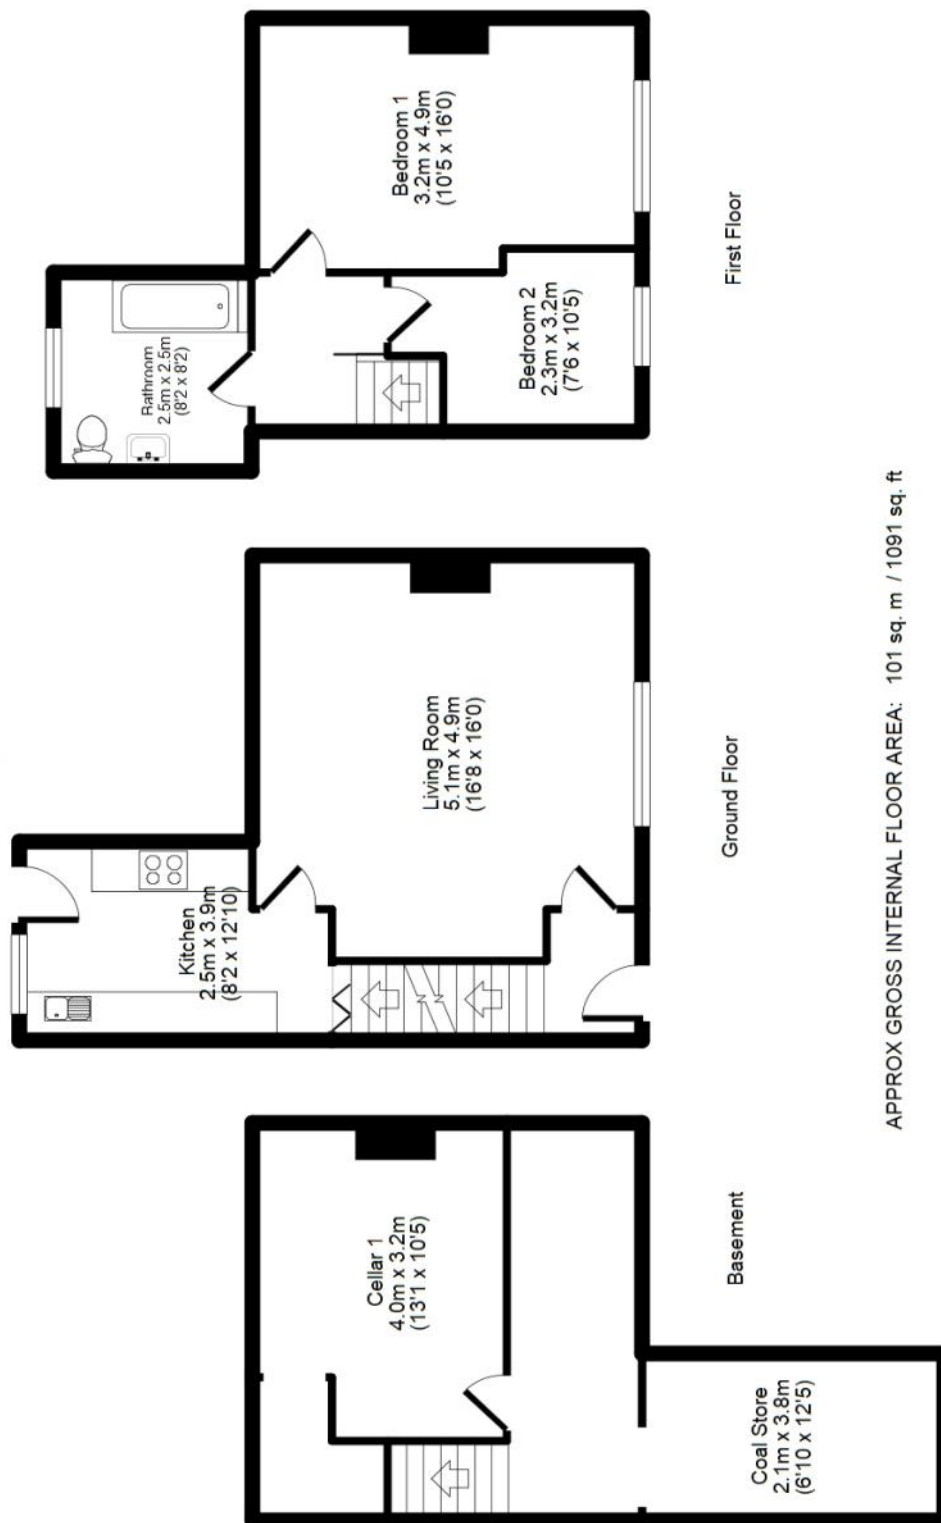 Cellar 1
4.0m x 3.2m
(13'1 x 10'5)
Coal Store
2.1m x 3.8m
(6'10 x 12'5)
Basement
Kitchen
2.5m x 3.9m
(8'2 x 12'10)
Living Room
5.1m x 4.9m
(16'8 x 16'0)
Ground Floor
Bathroom
2.5m x 2.5m
(8'2 x 8'2)
Bedroom 1
3.2m x 4.9m
(10'5 x 16'0)
Bedroom 2
2.3m x 3.2m
(7'6 x 10'5)
First Floor
APPROX GROSS INTERNAL FLOOR AREA: 101 sq. m / 1091 sq. ft